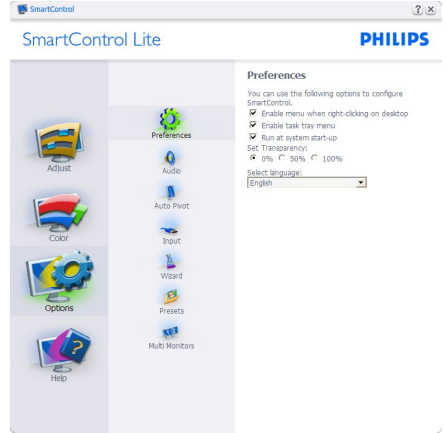 SmartControl
? X
SmartControl Lite
PHILIPS
Adjust
Color
Options
Help
Preferences
Audio
Auto Pivot
Input
Wizard
Presets
Multi Monitors
Preferences
You can use the following options to configure
SmartControl.
Enable menu when right-clicking on desktop
Enable task tray menu
Run at system start-up
Set Transparency:
0% 50% 100%
Select language:
English